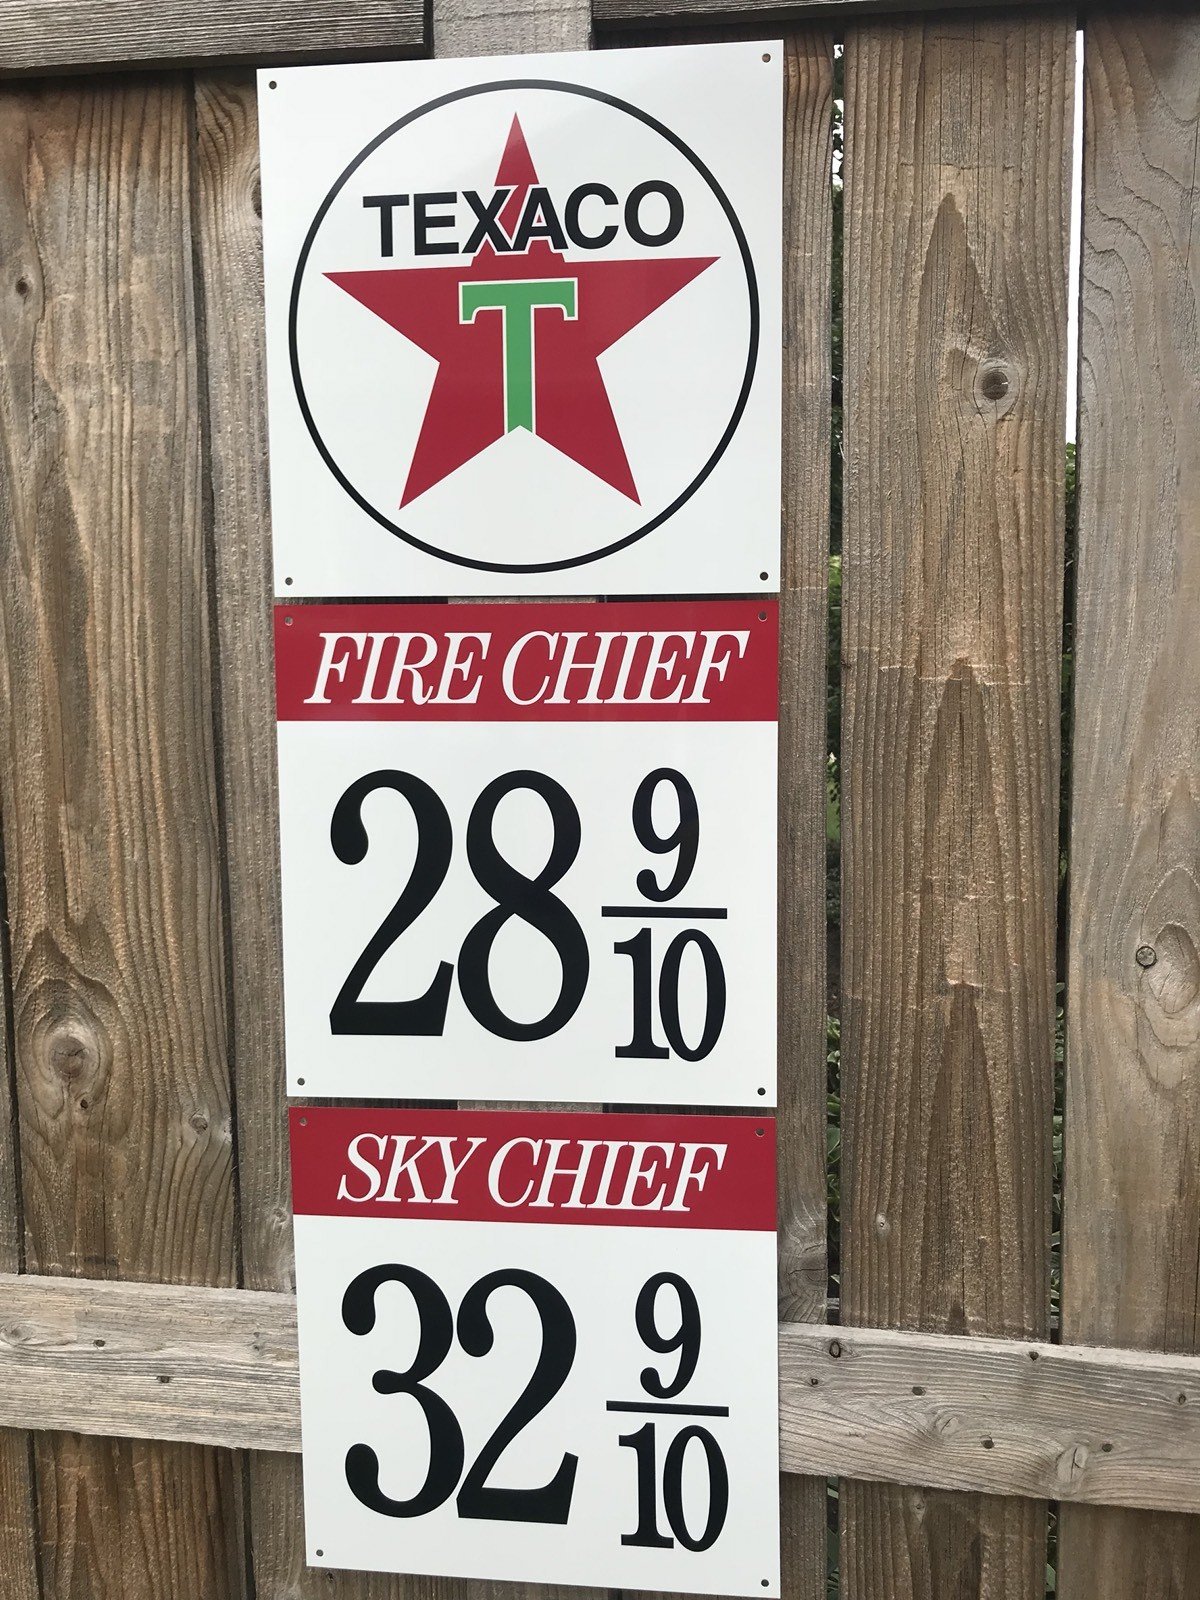 TEXACO
T
FIRE CHIEF
28 9/10
SKY CHIEF
32 9/10